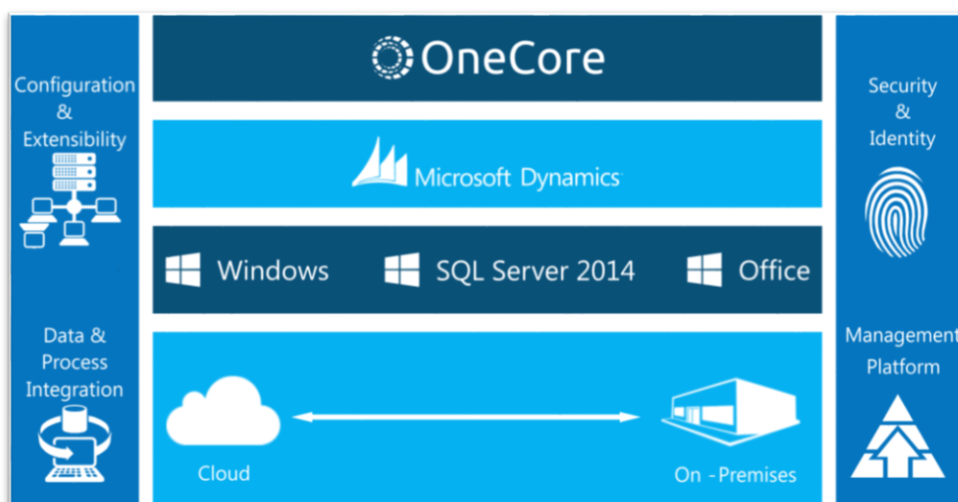 Configuration
&
Extensibility
Data &
Process
Integration
OneCore
Microsoft Dynamics
Windows
SQL Server 2014
Office
Cloud
On -Premises
Security
&
Identity
Management
Platform